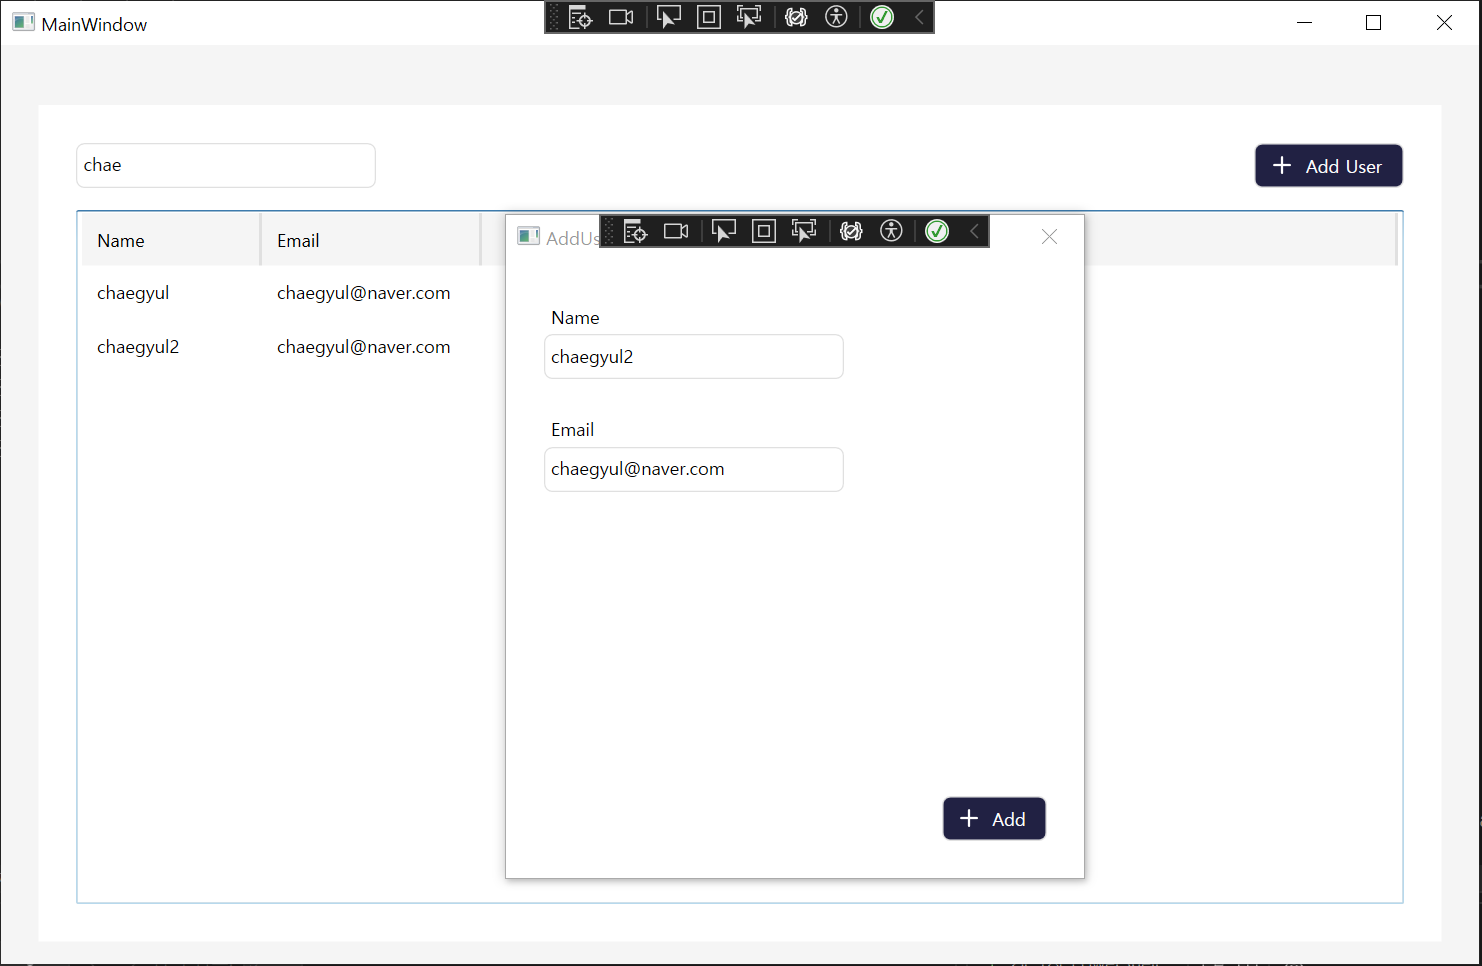 MainWindow
chae
Add User
Name Email
chaegyul chaegyul@naver.com
chaegyul2 chaegyul@naver.com
AddUs
Name
chaegyul2
Email
chaegyul@naver.com
Add